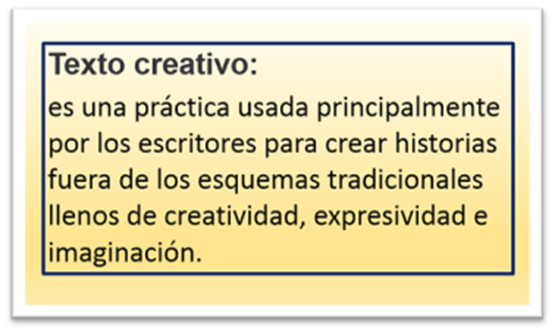 Texto creativo:
es una práctica usada principalmente
por los escritores para crear historias
fuera de los esquemas tradicionales
llenos de creatividad, expresividad e
imaginación.